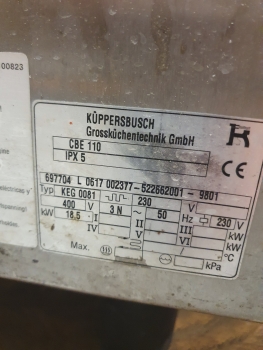 00823
KÜPPERSBUSCH
Grossküchentechnik GmbH
CBE 110
IPX 5
CE
697704 L 0617 002377-522662001-9801
Typ KEG 0081 230 V
400 V 3 N ~ 50 Hz 230 V
kW 18.5 I II III kW
IV V VI kW
Max. °C
kPa